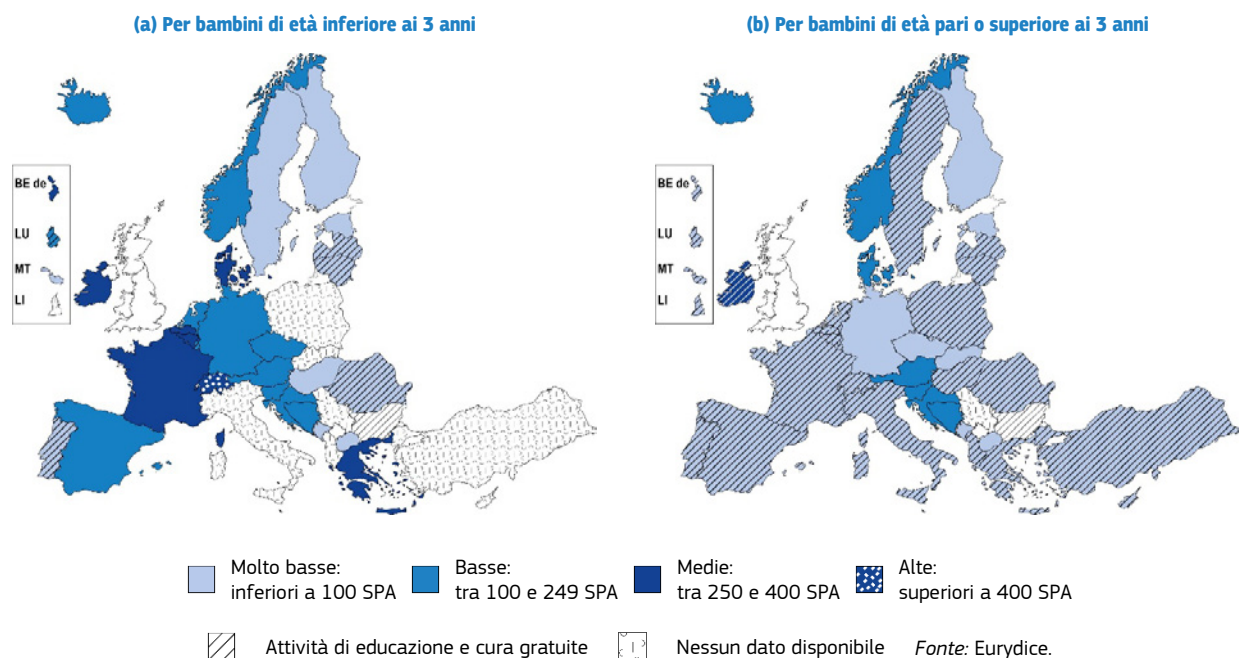 (a) Per bambini di età inferiore ai 3 anni
(b) Per bambini di età pari o superiore ai 3 anni
BE de
LU
MT
LI
BE de
LU
MT
LI
Molto basse:
inferiori a 100 SPA
Basse:
tra 100 e 249 SPA
Medie:
tra 250 e 400 SPA
Alte:
superiori a 400 SPA
Attività di educazione e cura gratuite
Nessun dato disponibile
Fonte: Eurydice.